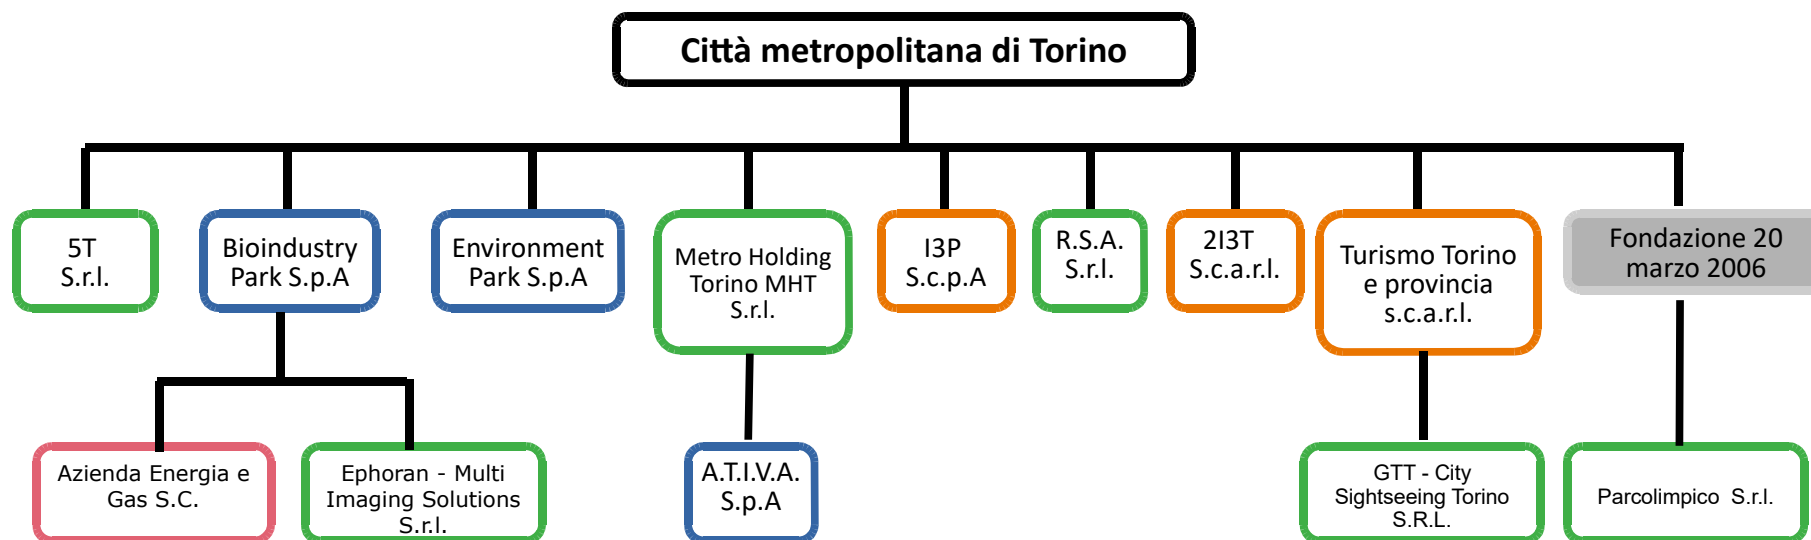 Città metropolitana di Torino
5T
S.r.l.
Bioindustry
Park S.p.A
Environment
Park S.p.A
Metro Holding
Torino MHT
S.r.l.
I3P
S.c.p.A
R.S.A.
S.r.l.
2I3T
S.c.a.r.l.
Turismo Torino
e provincia
s.c.a.r.l.
Fondazione 20
marzo 2006
Azienda Energia e
Gas S.C.
Ephoran - Multi
Imaging Solutions
S.r.l.
A.T.I.V.A.
S.p.A
GTT - City
Sightseeing Torino
S.R.L.
Parcolimpico S.r.l.